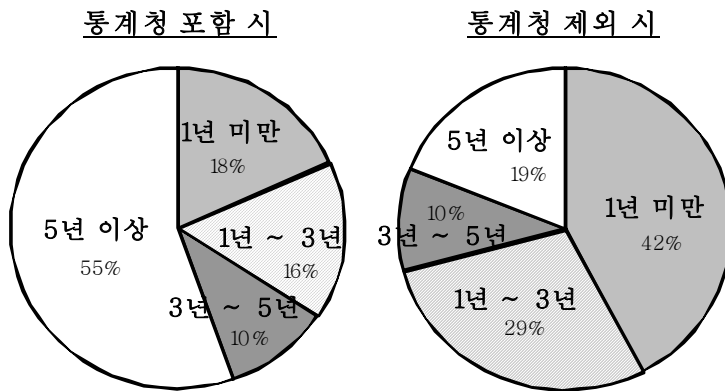 통계청 포함 시
1년 미만
18%
1년 ~ 3년
16%
3년 ~ 5년
10%
5년 이상
55%
통계청 제외 시
1년 미만
42%
1년 ~ 3년
29%
3년 ~ 5년
10%
5년 이상
19%